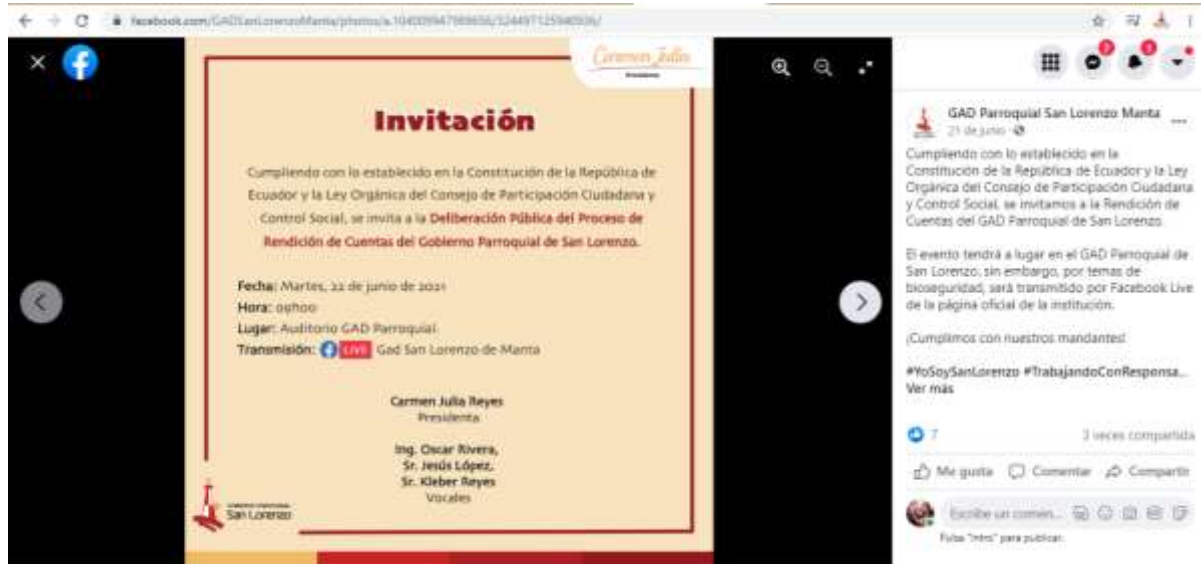 facebook.com/GADSanLorenzoManta/photos/a.
Carmen Julia
Presidenta
Invitación
Cumpliendo con lo establecido en la Constitución de la República de
Ecuador y la Ley Orgánica del Consejo de Participación Ciudadana y
Control Social, se invita a la Deliberación Pública del Proceso de
Rendición de Cuentas del Gobierno Parroquial de San Lorenzo.
Fecha: Martes, 22 de junio de 2021
Hora: 09h00
Lugar: Auditorio GAD Parroquial
Transmisión: LIVE Gad San Lorenzo de Manta
Carmen Julia Reyes
Presidenta
Ing. Oscar Rivera,
Sr. Jesús López,
Sr. Kleber Reyes
Vocales
San Lorenzo
GAD Parroquial San Lorenzo Manta
21 de junio
Cumpliendo con lo establecido en la
Constitución de la República de Ecuador y la Ley
Orgánica del Consejo de Participación Ciudadana
y Control Social, se invitamos a la Rendición de
Cuentas del GAD Parroquial de San Lorenzo.
El evento tendrá a lugar en el GAD Parroquial de
San Lorenzo, sin embargo, por temas de
bioseguridad, será transmitido por Facebook Live
de la página oficial de la institución.
¡Cumplimos con nuestros mandantes!
#YoSoySanLorenzo #TrabajandoConResponsa...
Ver más
7
3 veces compartida
Me gusta Comentar Compartir
Escribe un comen...
Pulsa "Intro" para publicar.